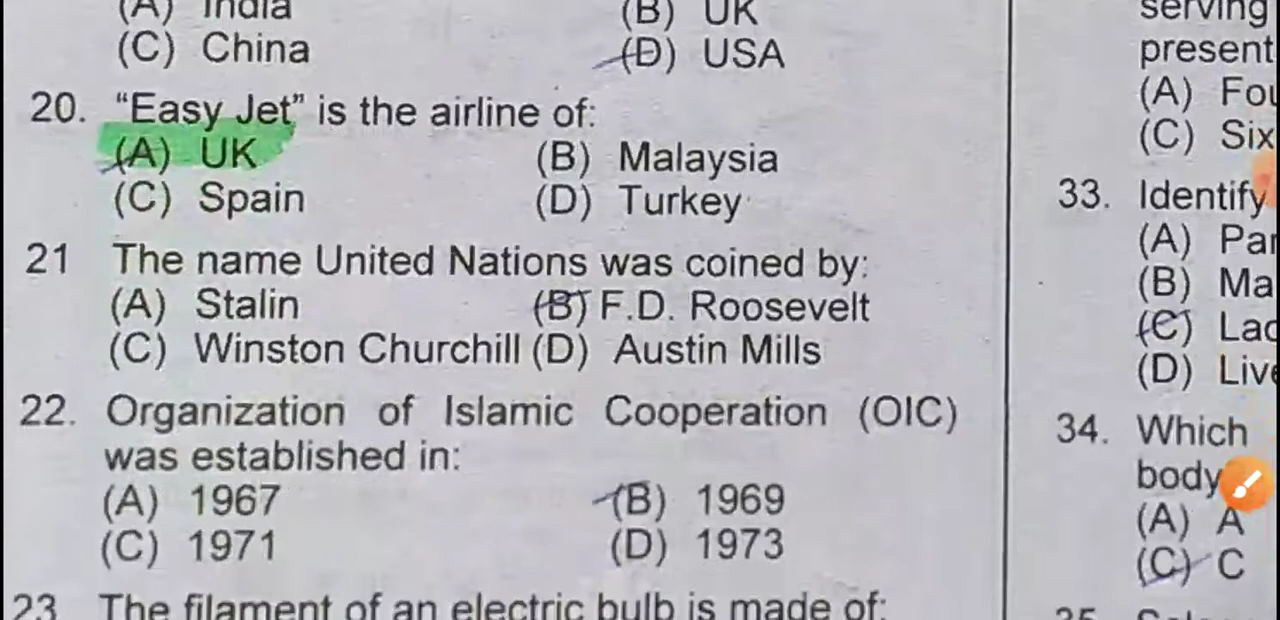 (A) India (B) UK
(C) China (D) USA
20. “Easy Jet” is the airline of:
(A) UK (B) Malaysia
(C) Spain (D) Turkey
21 The name United Nations was coined by:
(A) Stalin (B) F.D. Roosevelt
(C) Winston Churchill (D) Austin Mills
22. Organization of Islamic Cooperation (OIC)
was established in:
(A) 1967 (B) 1969
(C) 1971 (D) 1973
23 The filament of an electric bulb is made of:
serving
present
(A)
(C) Six
33. Identify
(A)
(B)
(C)
(D)
34. Which
body
(A) A
(C) C